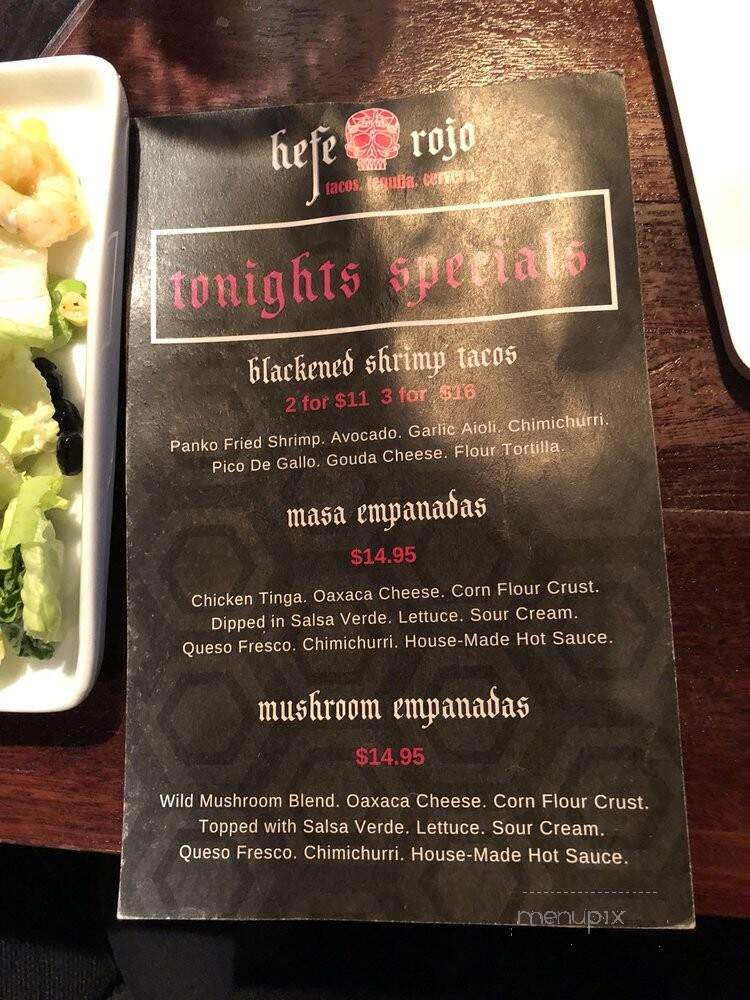 hefe rojo
tacos. tequila. cerveza.
tonights specials
blackened shrimp tacos
2 for $11 3 for $16
Panko Fried Shrimp. Avocado. Garlic Aioli. Chimichurri.
Pico De Gallo. Gouda Cheese. Flour Tortilla.
masa empanadas
$14.95
Chicken Tinga. Oaxaca Cheese. Corn Flour Crust.
Dipped in Salsa Verde. Lettuce. Sour Cream.
Queso Fresco. Chimichurri. House-Made Hot Sauce.
mushroom empanadas
$14.95
Wild Mushroom Blend. Oaxaca Cheese. Corn Flour Crust.
Topped with Salsa Verde. Lettuce. Sour Cream.
Queso Fresco. Chimichurri. House-Made Hot Sauce.
menupix